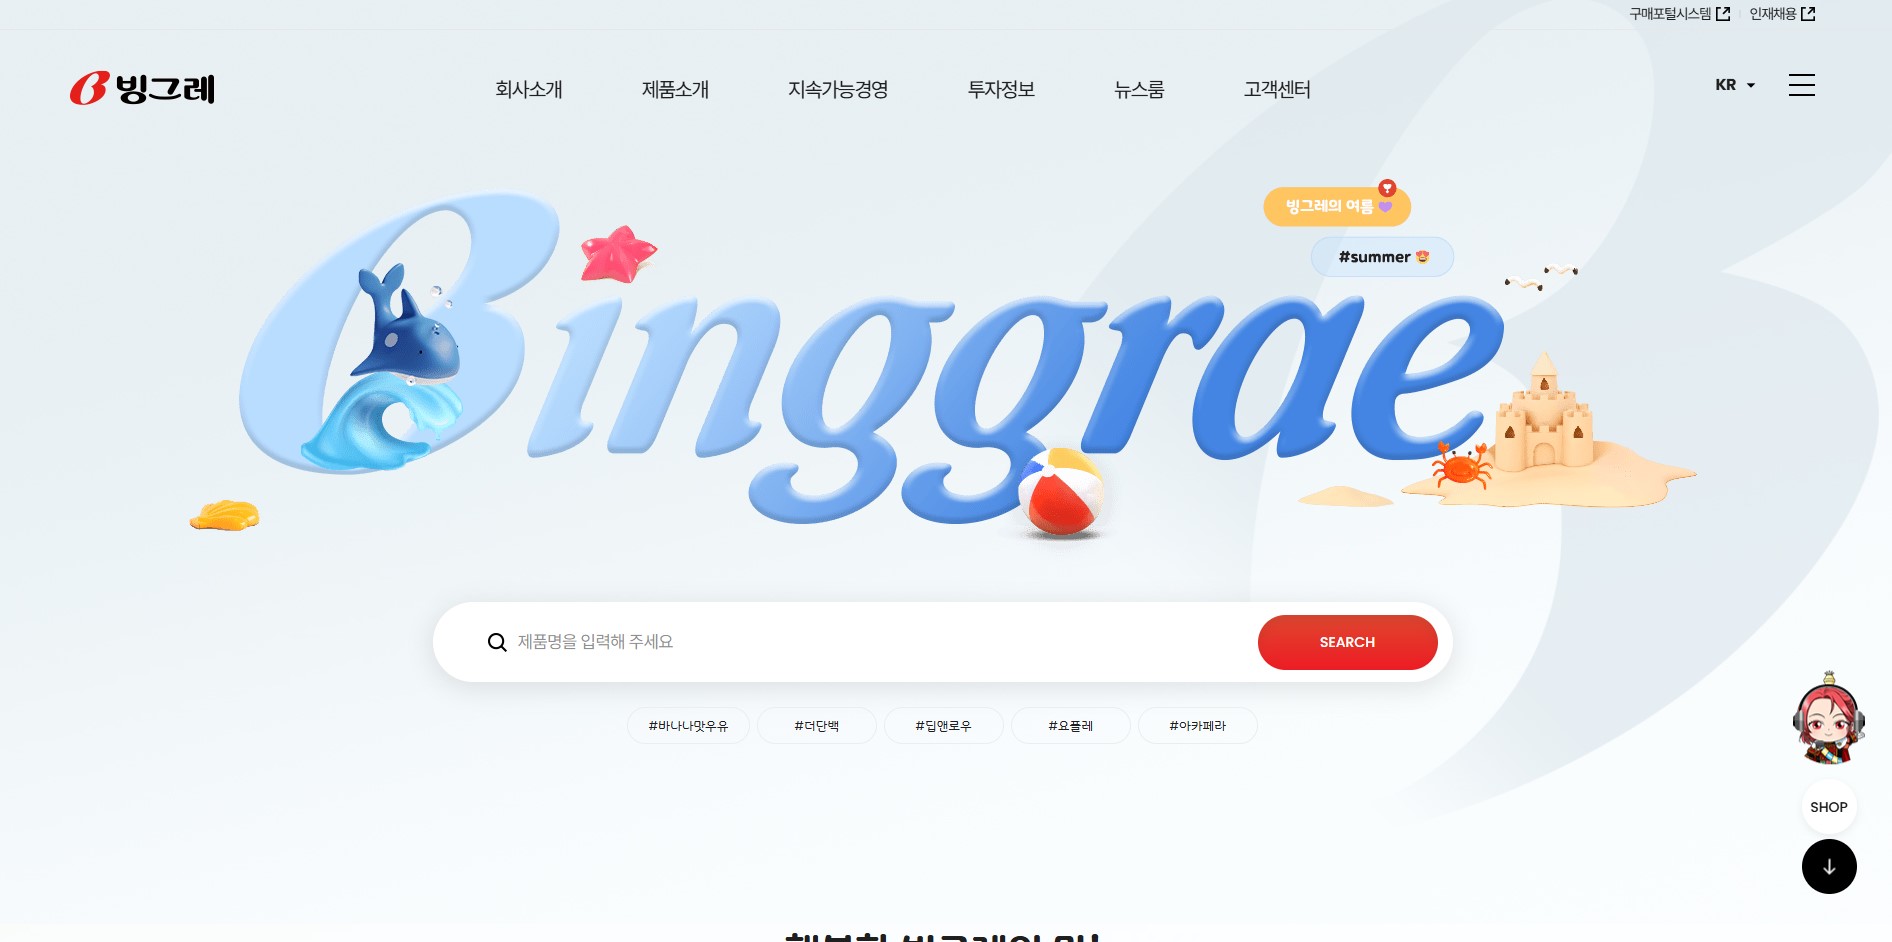 구매포털시스템
인재채용
빙그레
회사소개
제품소개
지속가능경영
투자정보
뉴스룸
고객센터
KR
빙그레의 여름
#summer
Binggrae
제품명을 입력해 주세요
SEARCH
#바나나맛우유
#더단백
#딥앤로우
#요플레
#아카페라
SHOP